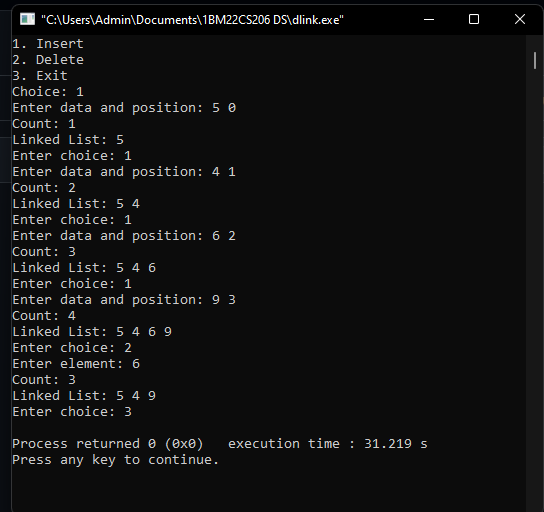 "C:\Users\Admin\Documents\1BM22CS206 DS\dlink.exe"
1. Insert
2. Delete
3. Exit
Choice: 1
Enter data and position: 5 0
Count: 1
Linked List: 5
Enter choice: 1
Enter data and position: 4 1
Count: 2
Linked List: 5 4
Enter choice: 1
Enter data and position: 6 2
Count: 3
Linked List: 5 4 6
Enter choice: 1
Enter data and position: 9 3
Count: 4
Linked List: 5 4 6 9
Enter choice: 2
Enter element: 6
Count: 3
Linked List: 5 4 9
Enter choice: 3
Process returned 0 (0x0)   execution time : 31.219 s
Press any key to continue.